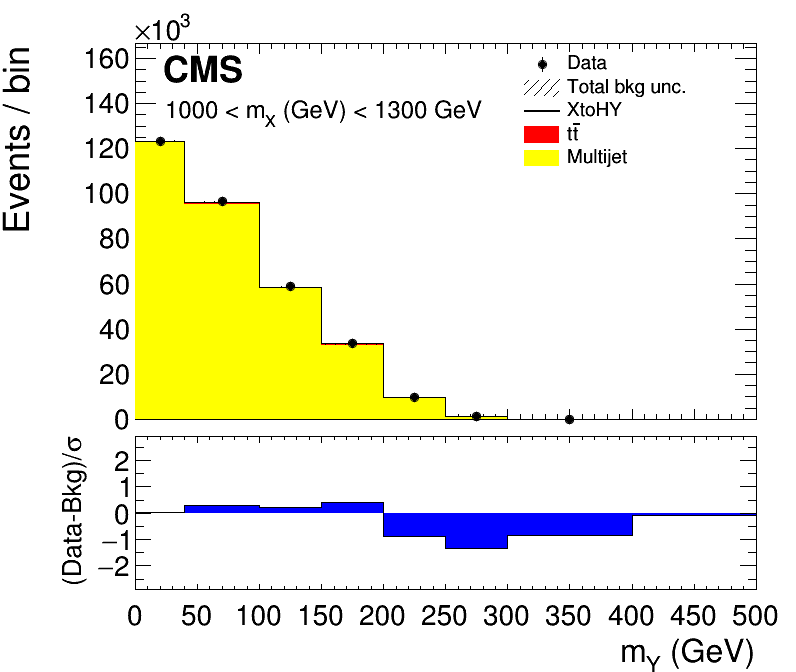 ×10³
Events / bin
160
140
120
100
80
60
40
20
0
CMS
1000 < m_X (GeV) < 1300 GeV
Data
Total bkg unc.
XtoHY
tt̄
Multijet
(Data-Bkg)/σ
2
1
0
−1
−2
0 50 100 150 200 250 300 350 400 450 500
m_Y (GeV)